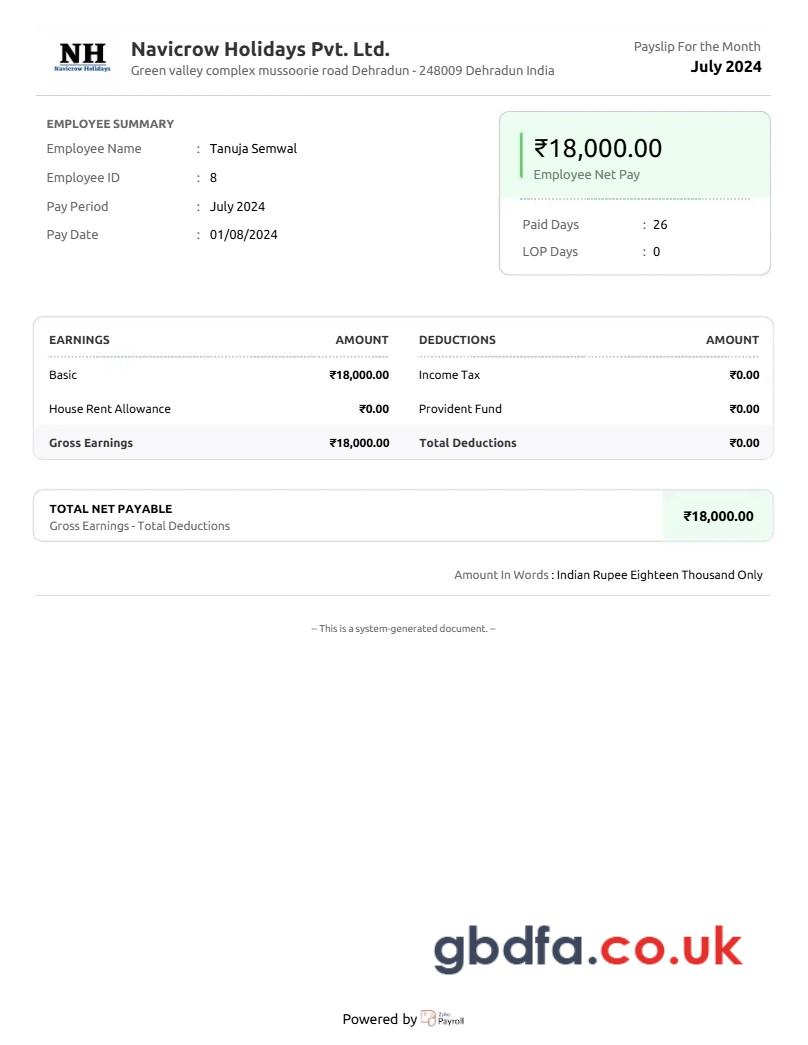 NH
Navicrow Holidays
Navicrow Holidays Pvt. Ltd.
Green valley complex mussoorie road Dehradun - 248009 Dehradun India
Payslip For the Month
July 2024
EMPLOYEE SUMMARY
Employee Name : Tanuja Semwal
Employee ID : 8
Pay Period : July 2024
Pay Date : 01/08/2024
₹18,000.00
Employee Net Pay
Paid Days : 26
LOP Days : 0
EARNINGS AMOUNT DEDUCTIONS AMOUNT
Basic ₹18,000.00 Income Tax ₹0.00
House Rent Allowance ₹0.00 Provident Fund ₹0.00
Gross Earnings ₹18,000.00 Total Deductions ₹0.00
TOTAL NET PAYABLE
Gross Earnings - Total Deductions
₹18,000.00
Amount In Words : Indian Rupee Eighteen Thousand Only
-- This is a system-generated document. --
gbdfa.co.uk
Powered by Zoho Payroll